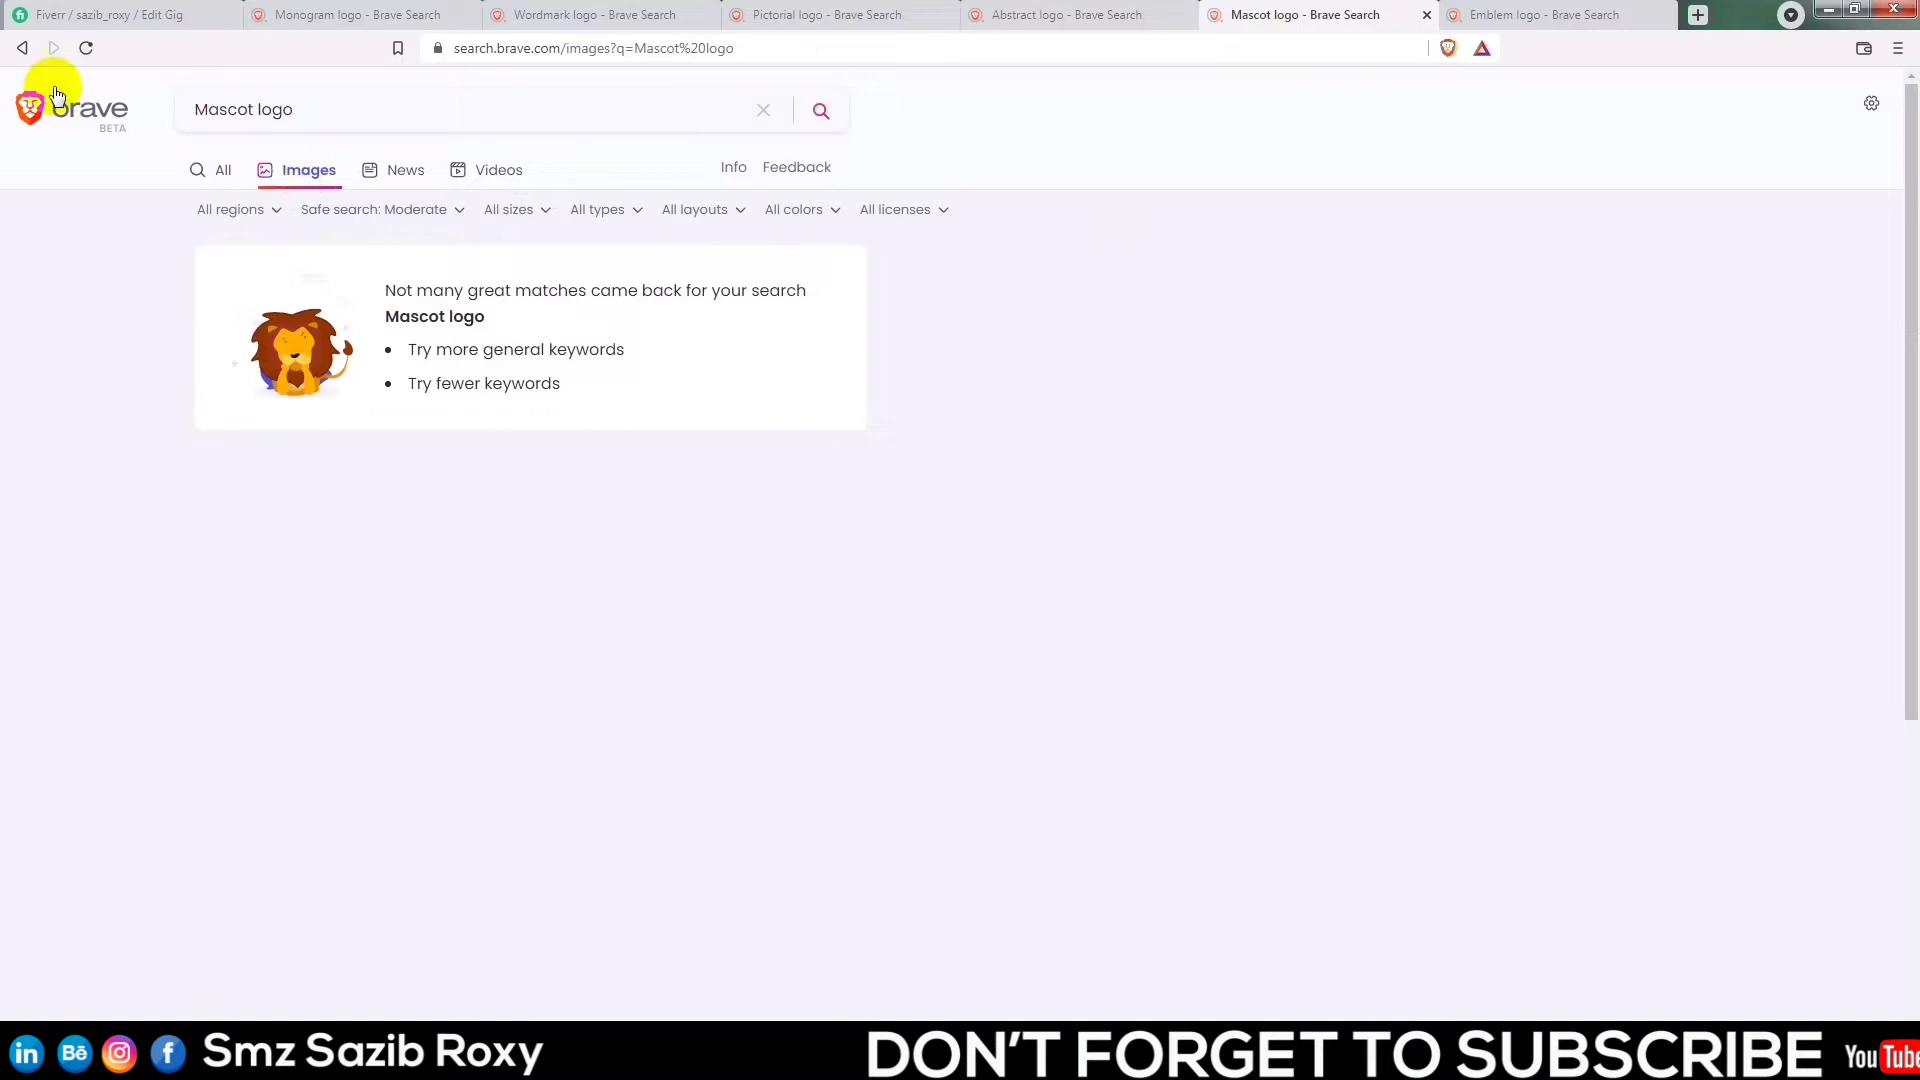 Fiverr / sazib_roxy / Edit Gig
Monogram logo - Brave Search
Wordmark logo - Brave Search
Pictorial logo - Brave Search
Abstract logo - Brave Search
Mascot logo - Brave Search
Emblem logo - Brave Search
search.brave.com/images?q=Mascot%20logo
brave
BETA
Mascot logo
All
Images
News
Videos
Info
Feedback
All regions
Safe search: Moderate
All sizes
All types
All layouts
All colors
All licenses
Not many great matches came back for your search
Mascot logo
• Try more general keywords
• Try fewer keywords
Smz Sazib Roxy
DON'T FORGET TO SUBSCRIBE
YouTube